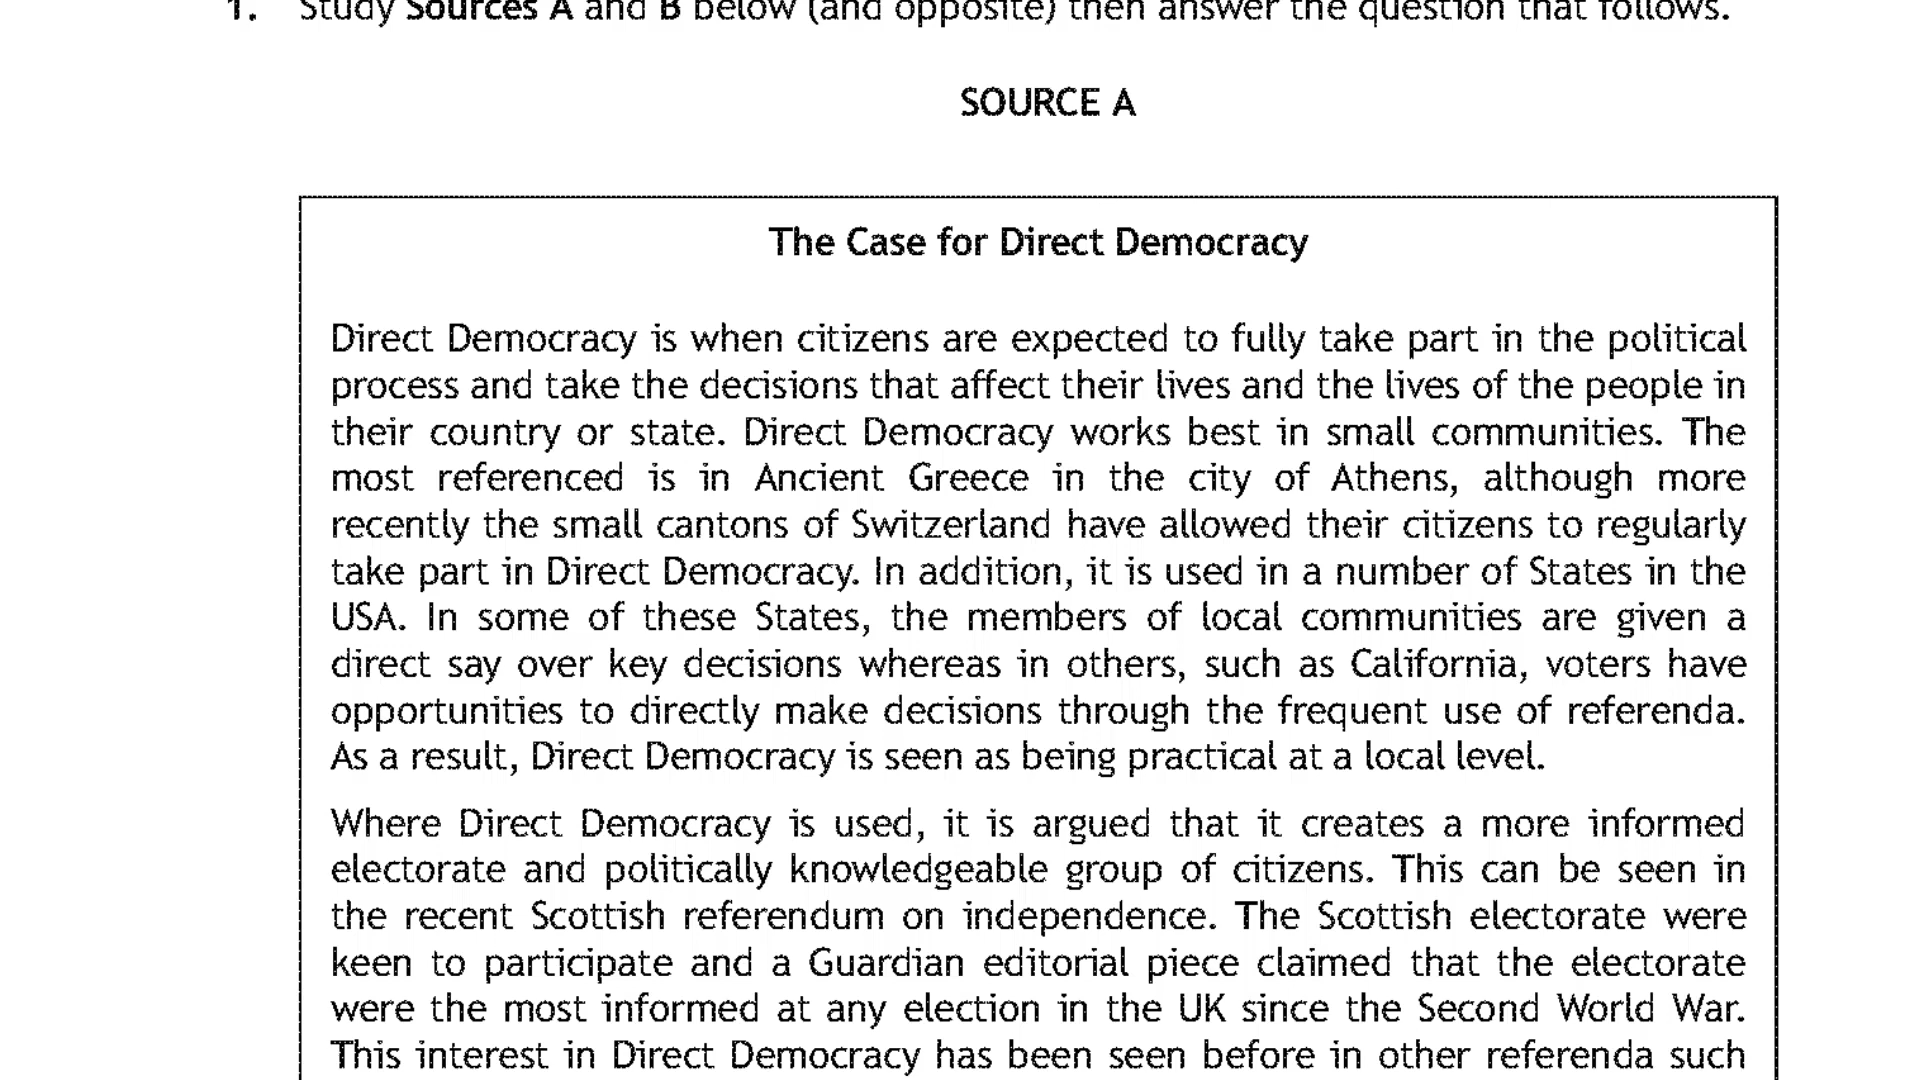 1. Study Sources A and B below (and opposite) then answer the question that follows.
SOURCE A
The Case for Direct Democracy
Direct Democracy is when citizens are expected to fully take part in the political
process and take the decisions that affect their lives and the lives of the people in
their country or state. Direct Democracy works best in small communities. The
most referenced is in Ancient Greece in the city of Athens, although more
recently the small cantons of Switzerland have allowed their citizens to regularly
take part in Direct Democracy. In addition, it is used in a number of States in the
USA. In some of these States, the members of local communities are given a
direct say over key decisions whereas in others, such as California, voters have
opportunities to directly make decisions through the frequent use of referenda.
As a result, Direct Democracy is seen as being practical at a local level.
Where Direct Democracy is used, it is argued that it creates a more informed
electorate and politically knowledgeable group of citizens. This can be seen in
the recent Scottish referendum on independence. The Scottish electorate were
keen to participate and a Guardian editorial piece claimed that the electorate
were the most informed at any election in the UK since the Second World War.
This interest in Direct Democracy has been seen before in other referenda such